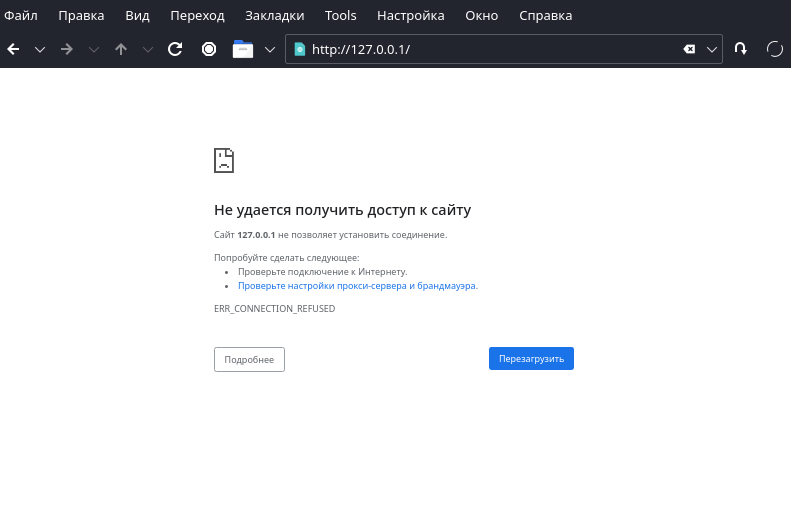 Файл Правка Вид Переход Закладки Tools Настройка Окно Справка
http://127.0.0.1/
Не удается получить доступ к сайту
Сайт 127.0.0.1 не позволяет установить соединение.
Попробуйте сделать следующее:
Проверьте подключение к Интернету.
Проверьте настройки прокси-сервера и брандмауэра.
ERR_CONNECTION_REFUSED
Подробнее Перезагрузить